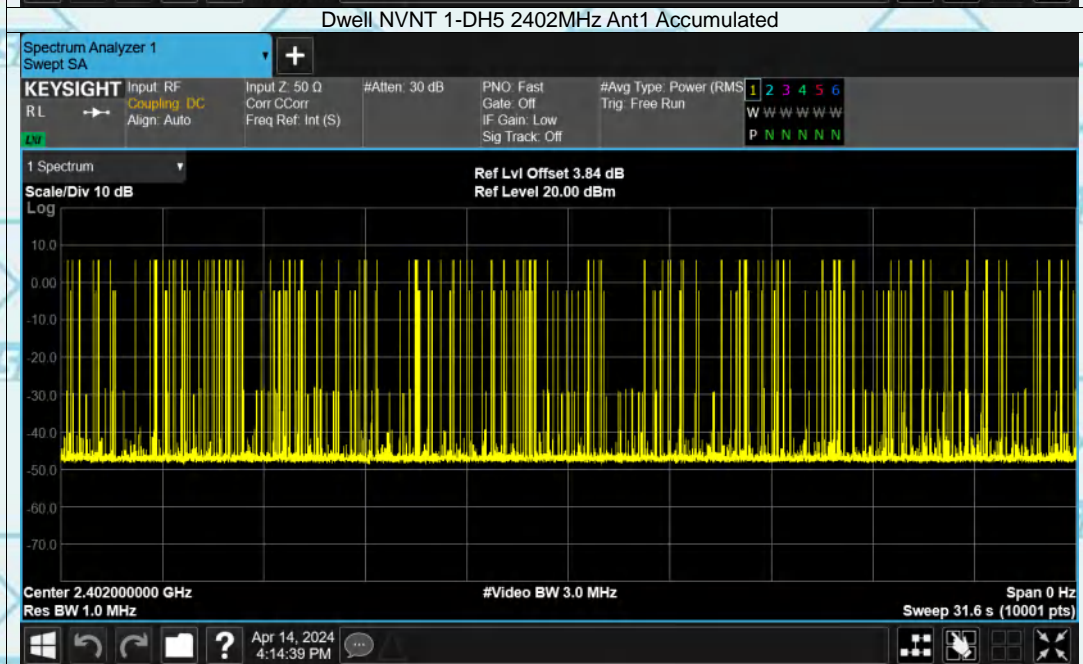 Dwell NVNT 1-DH5 2402MHz Ant1 Accumulated
Spectrum Analyzer 1
Swept SA
+
KEYSIGHT Input: RF Input Z: 50 Ω #Atten: 30 dB PNO: Fast #Avg Type: Power (RMS 1 2 3 4 5 6
RL Coupling: DC Corr CCorr Gate: Off Trig: Free Run W W W W W W
Align: Auto Freq Ref: Int (S) IF Gain: Low
LXI Sig Track: Off P N N N N N
1 Spectrum
Ref Lvl Offset 3.84 dB
Scale/Div 10 dB Ref Level 20.00 dBm
Log
10.0
0.00
-10.0
-20.0
-30.0
-40.0
-50.0
-60.0
-70.0
Center 2.402000000 GHz #Video BW 3.0 MHz Span 0 Hz
Res BW 1.0 MHz Sweep 31.6 s (10001 pts)
? Apr 14, 2024
4:14:39 PM